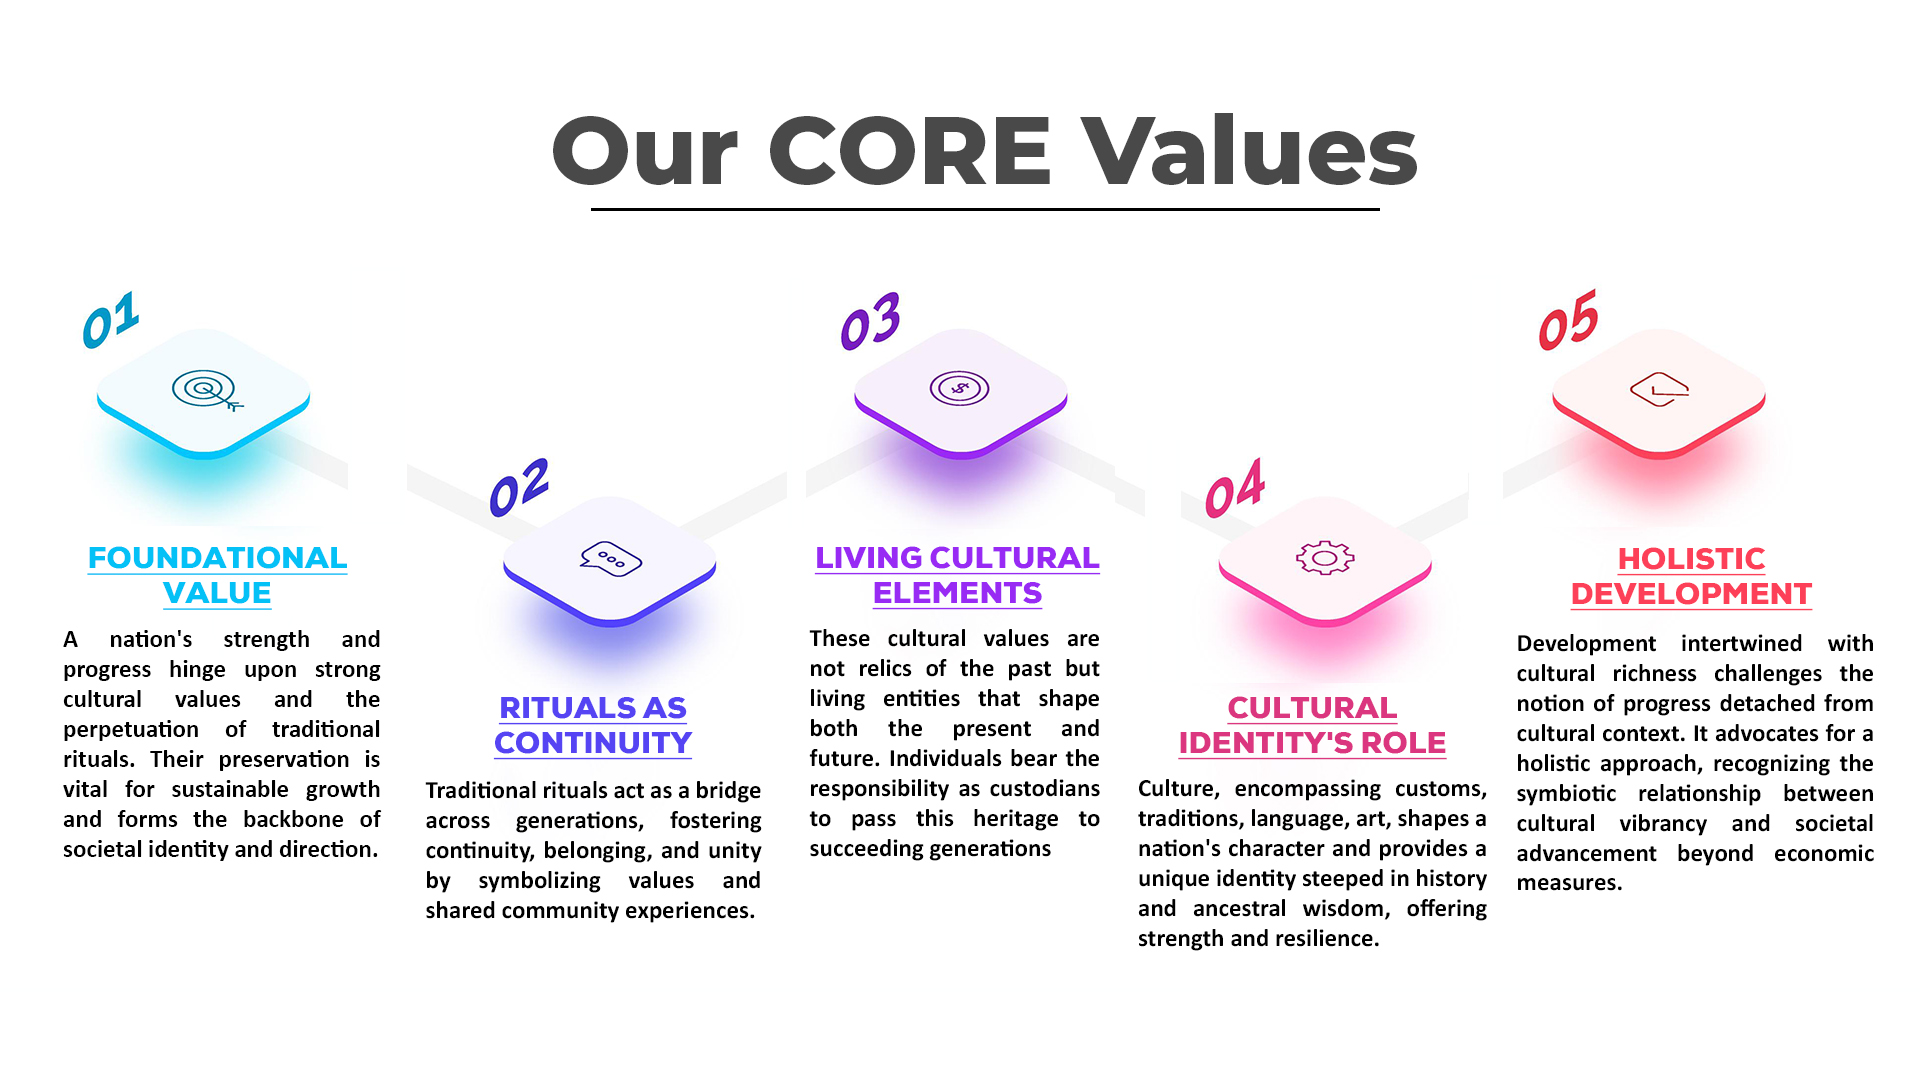 Our CORE Values
01
FOUNDATIONAL
VALUE
A nation's strength and
progress hinge upon strong
cultural values and the
perpetuation of traditional
rituals. Their preservation is
vital for sustainable growth
and forms the backbone of
societal identity and direction.
02
RITUALS AS
CONTINUITY
Traditional rituals act as a bridge
across generations, fostering
continuity, belonging, and unity
by symbolizing values and
shared community experiences.
03
$
LIVING CULTURAL
ELEMENTS
These cultural values are
not relics of the past but
living entities that shape
both the present and
future. Individuals bear the
responsibility as custodians
to pass this heritage to
succeeding generations
04
CULTURAL
IDENTITY'S ROLE
Culture, encompassing customs,
traditions, language, art, shapes a
nation's character and provides a
unique identity steeped in history
and ancestral wisdom, offering
strength and resilience.
05
HOLISTIC
DEVELOPMENT
Development intertwined with
cultural richness challenges the
notion of progress detached from
cultural context. It advocates for a
holistic approach, recognizing the
symbiotic relationship between
cultural vibrancy and societal
advancement beyond economic
measures.